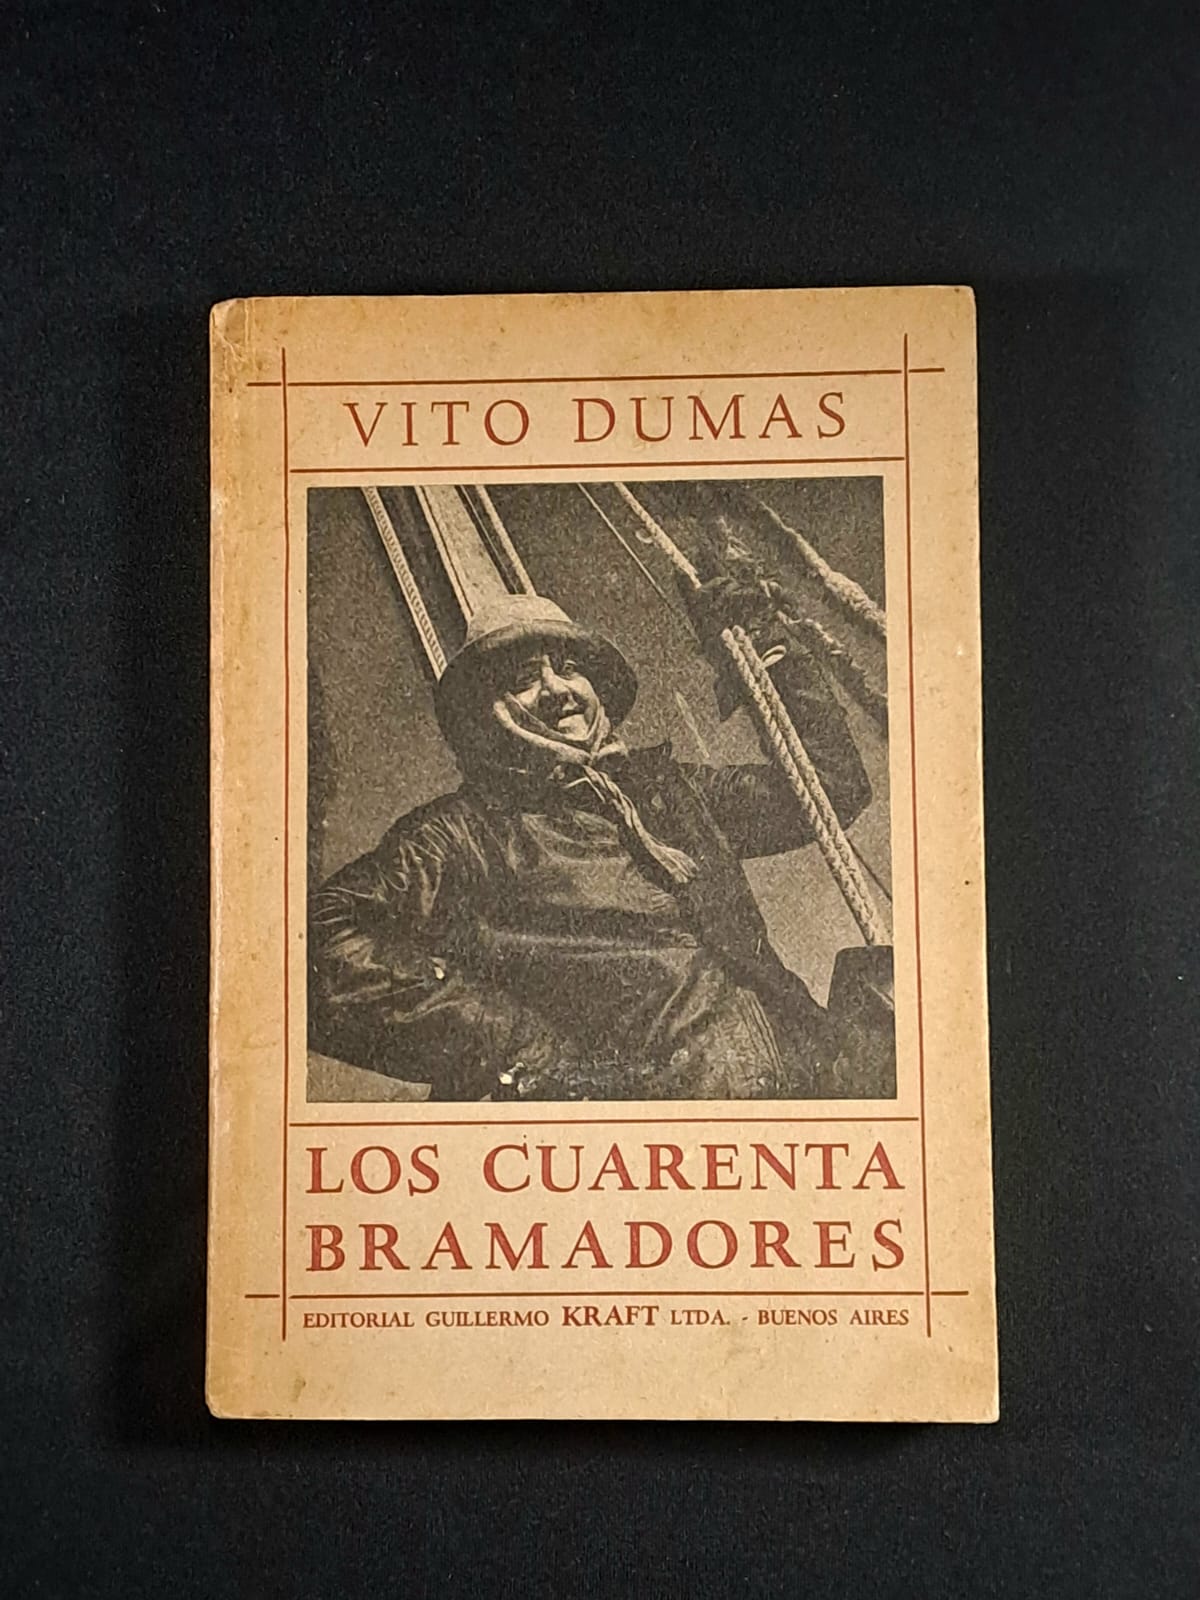 VITO DUMAS
LOS CUARENTA
BRAMADORES
EDITORIAL GUILLERMO KRAFT LTDA. - BUENOS AIRES